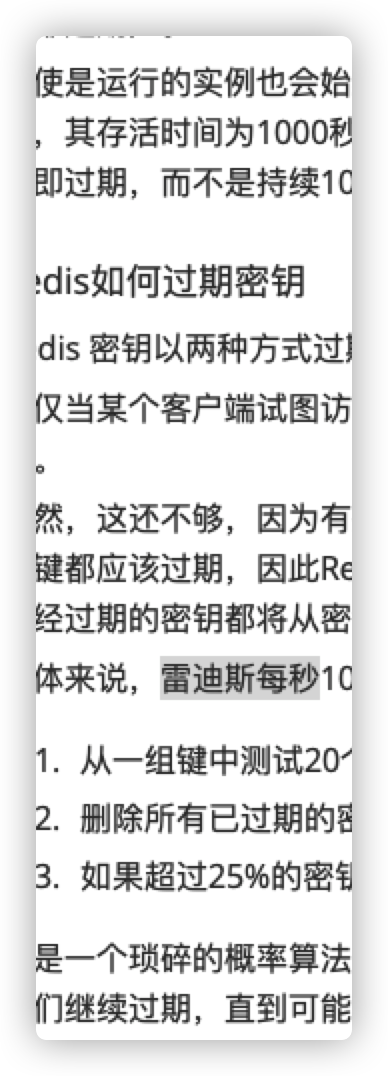 使是运行的实例也会始
，其存活时间为1000秒
即过期，而不是持续10
edis如何过期密钥
dis 密钥以两种方式过期
仅当某个客户端试图访
。
然，这还不够，因为有
键都应该过期，因此Re
经过期的密钥都将从密
体来说，雷迪斯每秒10
1. 从一组键中测试20个
2. 删除所有已过期的密
3. 如果超过25%的密钥
是一个琐碎的概率算法
们继续过期，直到可能